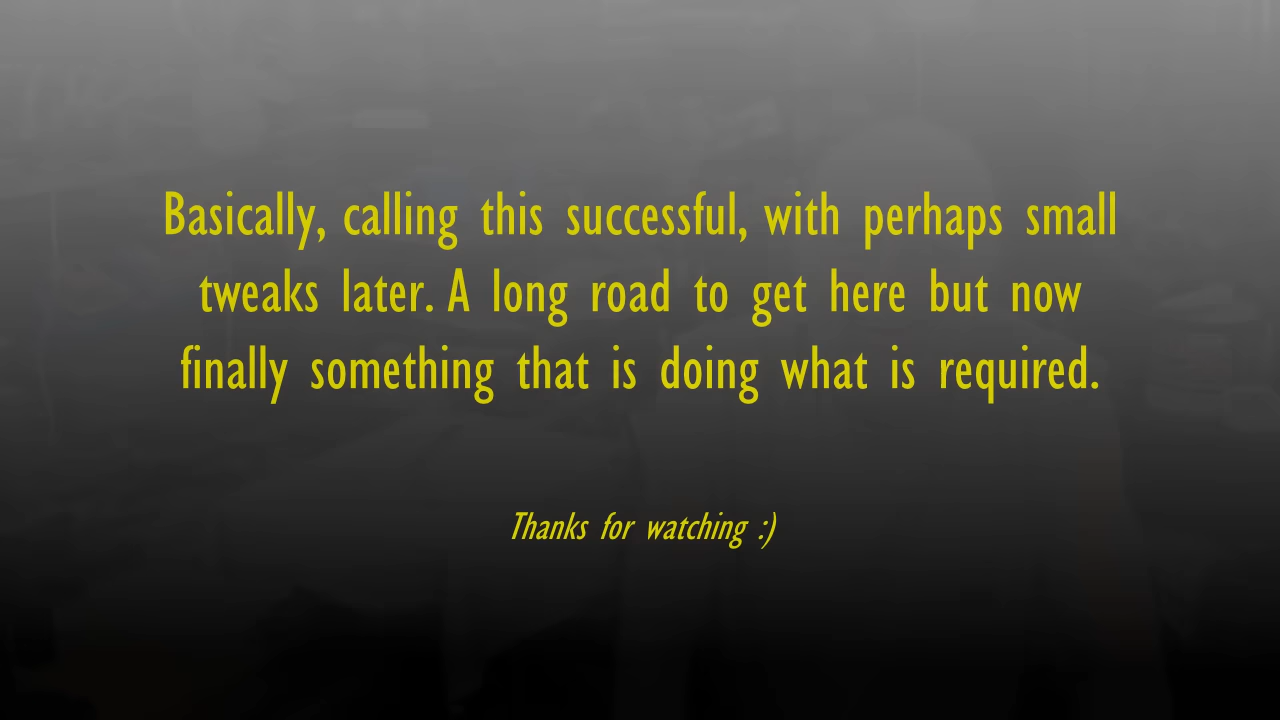 Basically, calling this successful, with perhaps small
tweaks later. A long road to get here but now
finally something that is doing what is required.
Thanks for watching :)